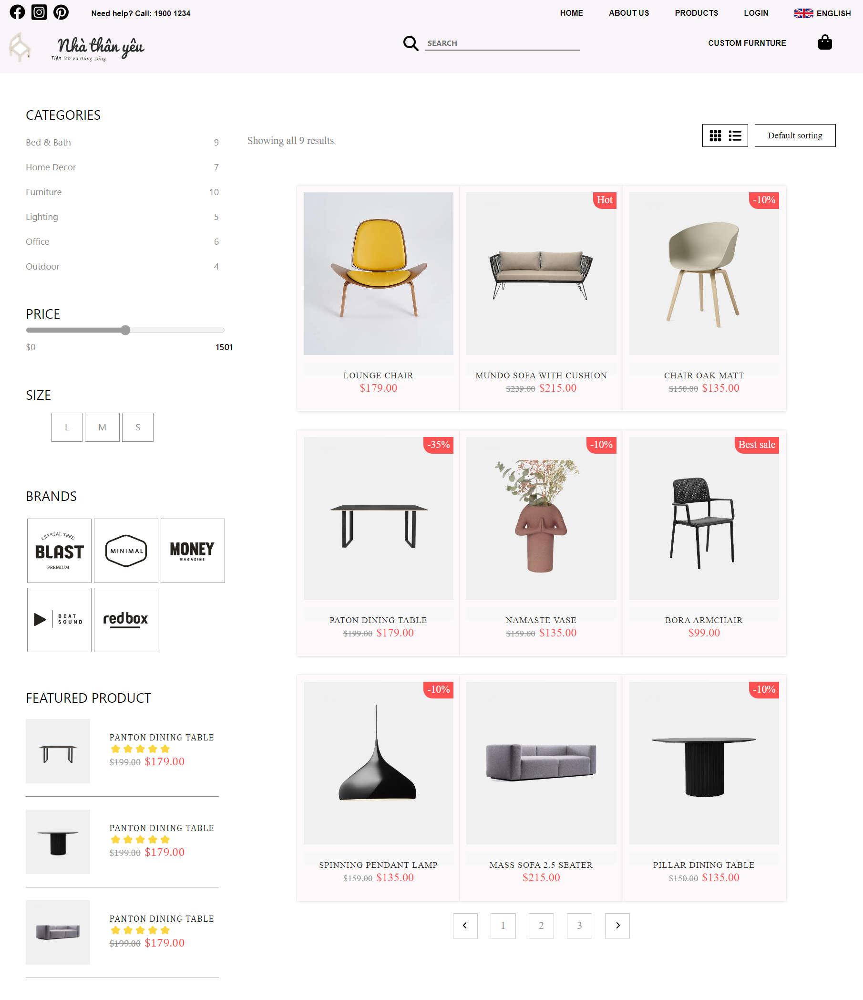 Need help? Call: 1900 1234
HOME ABOUT US PRODUCTS LOGIN ENGLISH
Nhà thân yêu
Tiện ích và đáng sống
SEARCH
CUSTOM FURNTURE
CATEGORIES
Bed & Bath 9
Home Decor 7
Furniture 10
Lighting 5
Office 6
Outdoor 4
PRICE
$0 1501
SIZE
L M S
BRANDS
CRYSTAL TREE
BLAST
PREMIUM
MINIMAL
MONEY
MAGAZINE
BEAT
SOUND
redbox
FEATURED PRODUCT
PANTON DINING TABLE
$199.00 $179.00
PANTON DINING TABLE
$199.00 $179.00
PANTON DINING TABLE
$199.00 $179.00
Showing all 9 results
Default sorting
LOUNGE CHAIR
$179.00
Hot
MUNDO SOFA WITH CUSHION
$239.00 $215.00
-10%
CHAIR OAK MATT
$150.00 $135.00
-35%
PATON DINING TABLE
$199.00 $179.00
-10%
NAMASTE VASE
$159.00 $135.00
Best sale
BORA ARMCHAIR
$99.00
-10%
SPINNING PENDANT LAMP
$159.00 $135.00
MASS SOFA 2.5 SEATER
$215.00
-10%
PILLAR DINING TABLE
$150.00 $135.00
1 2 3